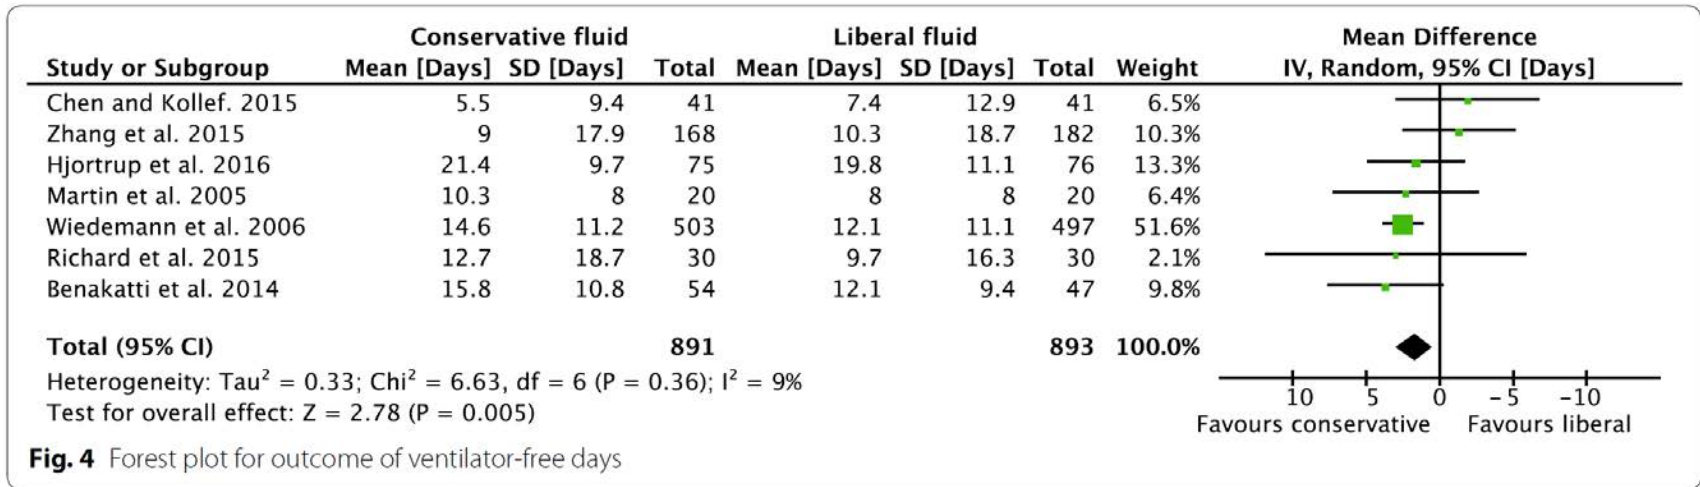 Conservative fluid Liberal fluid Mean Difference
Study or Subgroup Mean [Days] SD [Days] Total Mean [Days] SD [Days] Total Weight IV, Random, 95% CI [Days]
Chen and Kollef. 2015 5.5 9.4 41 7.4 12.9 41 6.5%
Zhang et al. 2015 9 17.9 168 10.3 18.7 182 10.3%
Hjortrup et al. 2016 21.4 9.7 75 19.8 11.1 76 13.3%
Martin et al. 2005 10.3 8 20 8 8 20 6.4%
Wiedemann et al. 2006 14.6 11.2 503 12.1 11.1 497 51.6%
Richard et al. 2015 12.7 18.7 30 9.7 16.3 30 2.1%
Benakatti et al. 2014 15.8 10.8 54 12.1 9.4 47 9.8%
Total (95% CI) 891 893 100.0%
Heterogeneity: Tau² = 0.33; Chi² = 6.63, df = 6 (P = 0.36); I² = 9%
Test for overall effect: Z = 2.78 (P = 0.005)
10 5 0 -5 -10
Favours conservative Favours liberal
Fig. 4 Forest plot for outcome of ventilator-free days